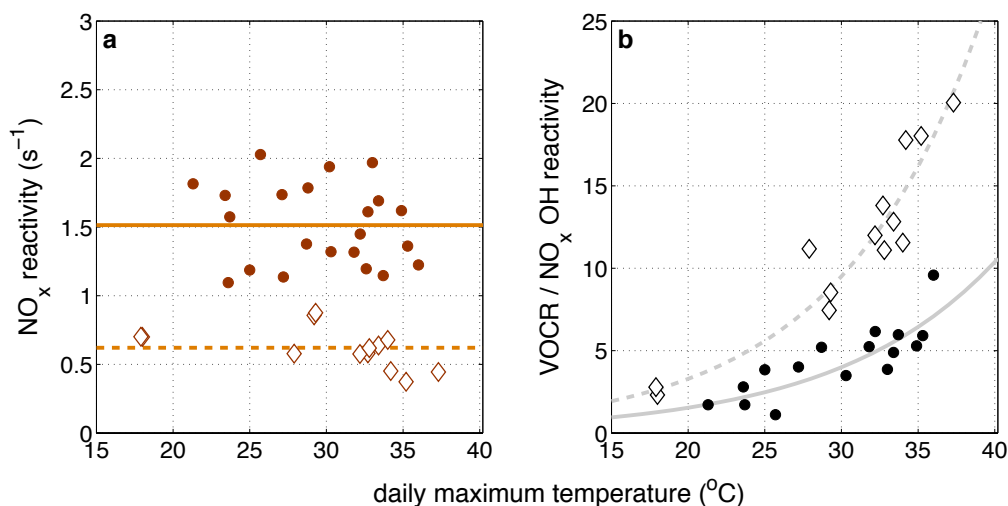 a
NOx reactivity (s−1)
3
2.5
2
1.5
1
0.5
0
15 20 25 30 35 40
b
VOCR / NOx OH reactivity
25
20
15
10
5
0
15 20 25 30 35 40
daily maximum temperature (oC)